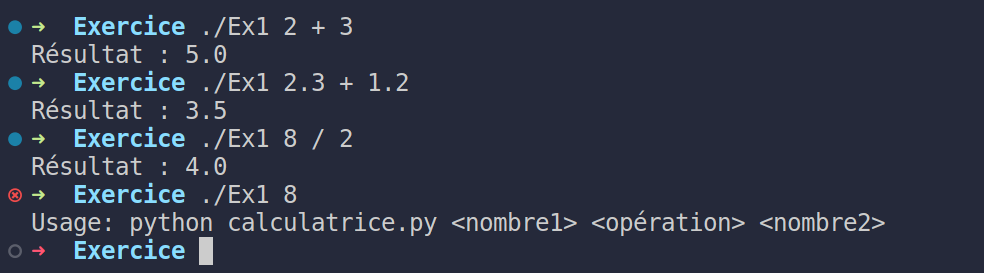 ➜ Exercice ./Ex1 2 + 3
Résultat : 5.0
➜ Exercice ./Ex1 2.3 + 1.2
Résultat : 3.5
➜ Exercice ./Ex1 8 / 2
Résultat : 4.0
➜ Exercice ./Ex1 8
Usage: python calculatrice.py <nombre1> <opération> <nombre2>
➜ Exercice